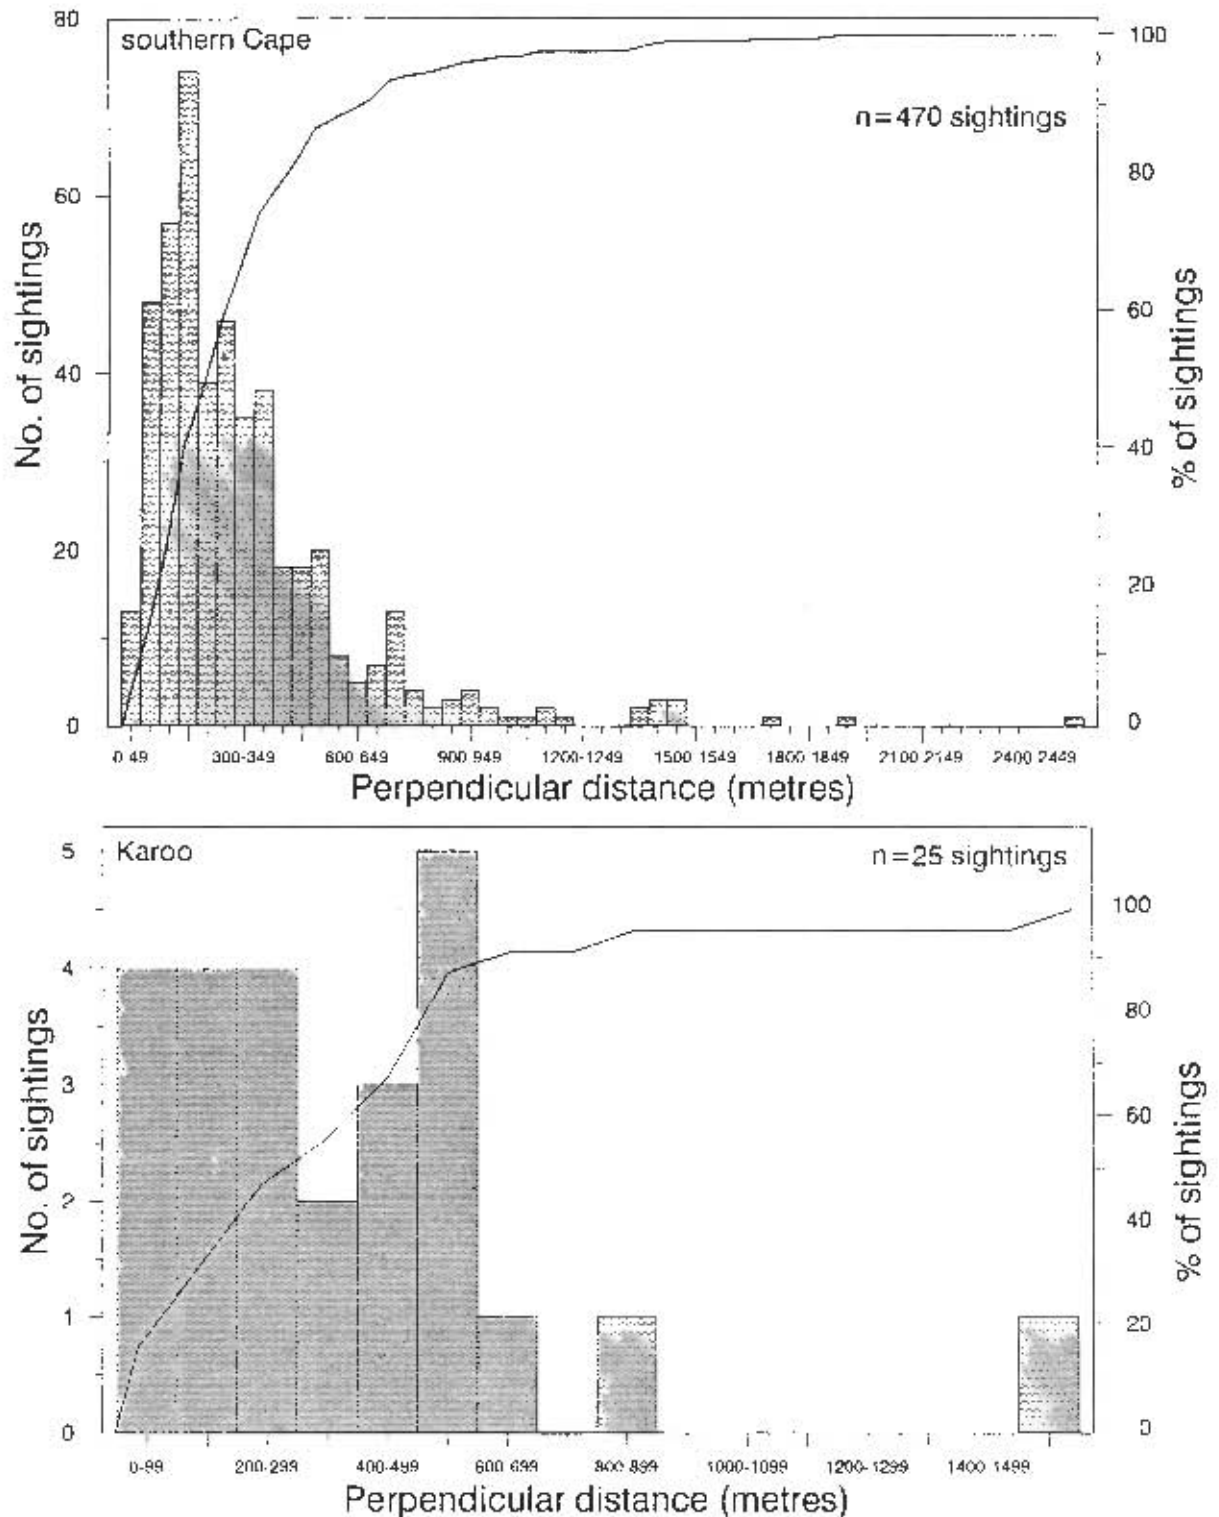 80
southern Cape
100
n=470 sightings
80
60
60
40
40
20
20
0
0
No. of sightings
% of sightings
0-49 300-349 600-649 900-949 1200-1249 1500-1549 1800-1849 2100-2149 2400-2449
Perpendicular distance (metres)
5
Karoo
n=25 sightings
100
4
80
3
60
2
40
1
20
0
0
No. of sightings
% of sightings
0-99 200-299 400-499 600-699 800-899 1000-1099 1200-1299 1400-1499
Perpendicular distance (metres)